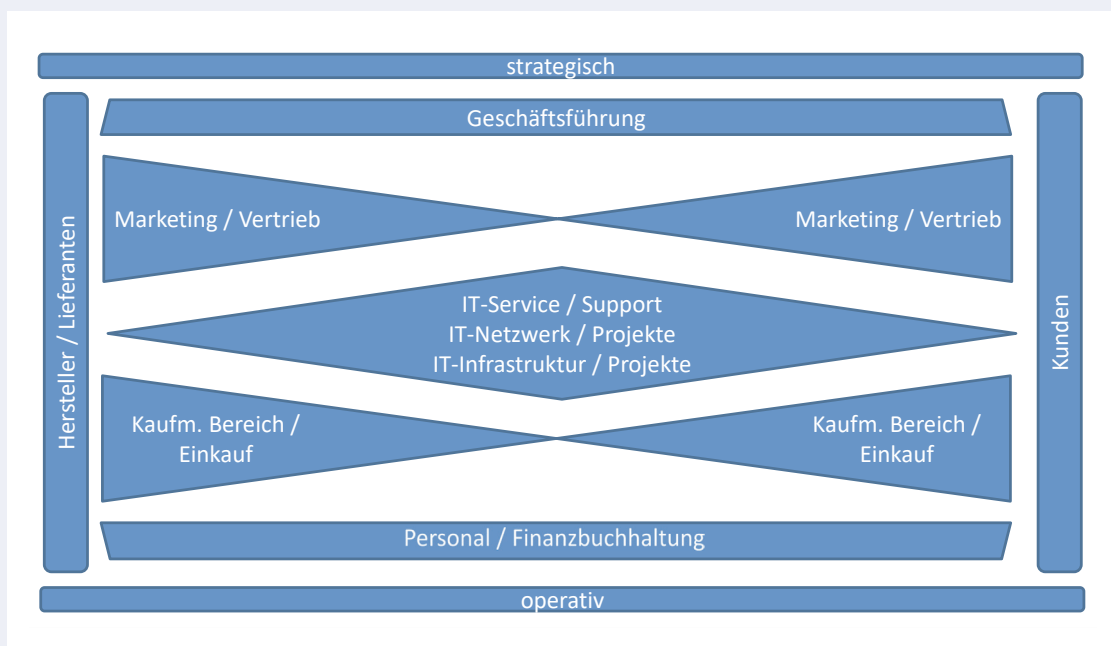 strategisch
Geschäftsführung
Hersteller / Lieferanten
Marketing / Vertrieb
Marketing / Vertrieb
IT-Service / Support
IT-Netzwerk / Projekte
IT-Infrastruktur / Projekte
Kunden
Kaufm. Bereich /
Einkauf
Kaufm. Bereich /
Einkauf
Personal / Finanzbuchhaltung
operativ